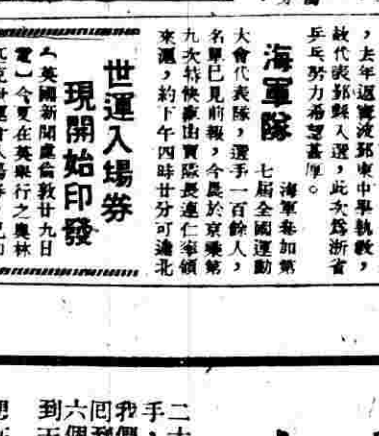 ，去年返寧波鄞東中學執教，
故代表鄞縣入選，此次為浙省
乒乓努力希望甚厚。
海軍隊
海軍參加第
七屆全國運動
大會代表隊，選手一百餘人，
名單已見前報，今晨於京乘第
九次特快車由
連仁率領
來滬，約下午四時廿分可達北
世運入場券
現開始印發
（英國新聞處倫敦廿九日
電）今夏在英舉行之奧林
二十
手，
我們
回到
六個
到